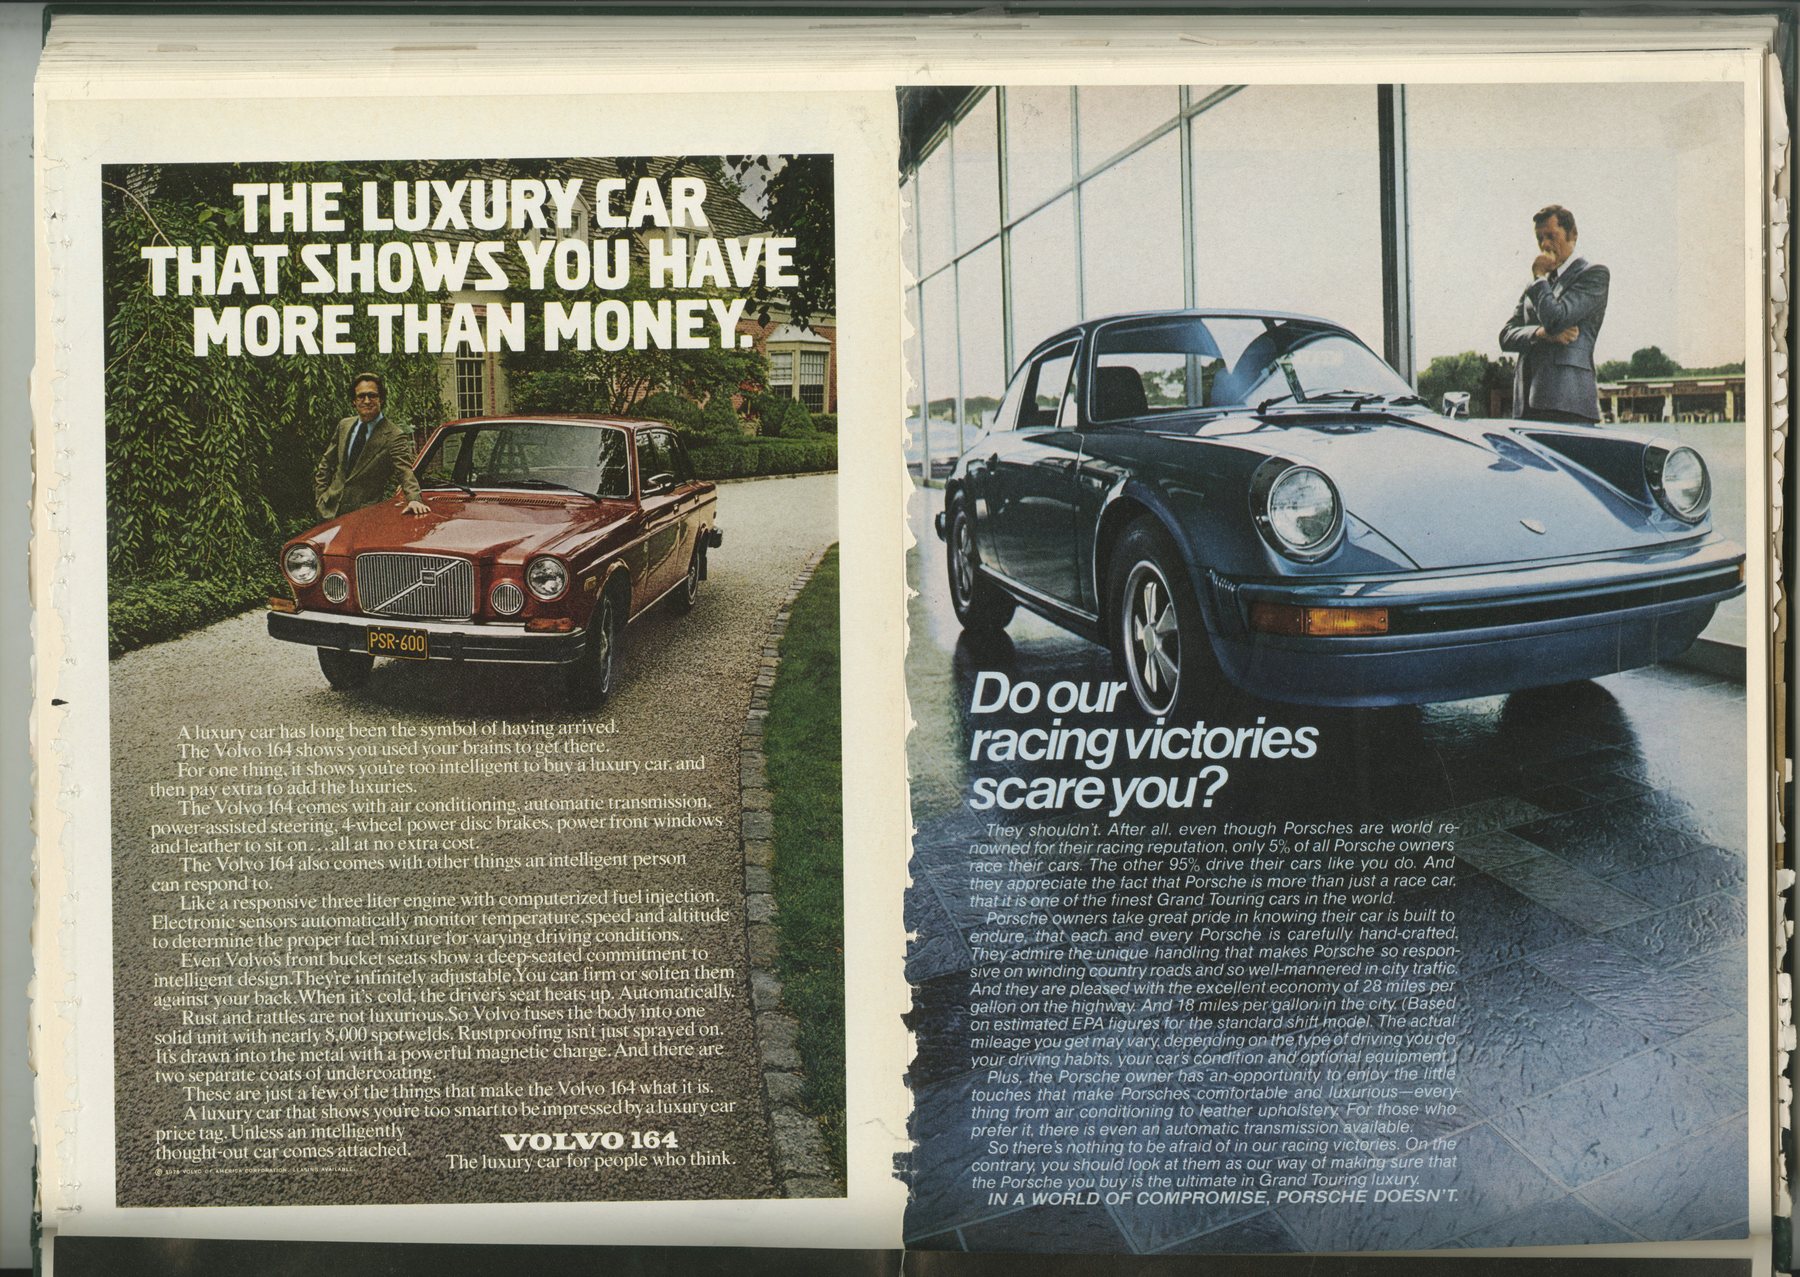 THE LUXURY CAR
THAT SHOWS YOU HAVE
MORE THAN MONEY.
PSR-600
A luxury car has long been the symbol of having arrived.
The Volvo 164 shows you used your brains to get there.
For one thing, it shows you're too intelligent to buy a luxury car, and
then pay extra to add the luxuries.
The Volvo 164 comes with air conditioning, automatic transmission,
power-assisted steering, 4-wheel power disc brakes, power front windows
and leather to sit on...all at no extra cost.
The Volvo 164 also comes with other things an intelligent person
can respond to.
Like a responsive three liter engine with computerized fuel injection.
Electronic sensors automatically monitor temperature, speed and altitude
to determine the proper fuel mixture for varying driving conditions.
Even Volvo's front bucket seats show a deep-seated commitment to
intelligent design. They're infinitely adjustable. You can firm or soften them
against your back. When it's cold, the driver's seat heats up. Automatically.
Rust and rattles are not luxurious. So Volvo fuses the body into one
solid unit with nearly 8,000 spotwelds. Rustproofing isn't just sprayed on.
It's drawn into the metal with a powerful magnetic charge. And there are
two separate coats of undercoating.
These are just a few of the things that make the Volvo 164 what it is.
A luxury car that shows you're too smart to be impressed by a luxury car
price tag. Unless an intelligently
thought-out car comes attached.
VOLVO 164
The luxury car for people who think.
© 1975 VOLVO OF AMERICA CORPORATION. LEASING AVAILABLE.
Do our
racing victories
scare you?
They shouldn't. After all, even though Porsches are world re-
nowned for their racing reputation, only 5% of all Porsche owners
race their cars. The other 95% drive their cars like you do. And
they appreciate the fact that Porsche is more than just a race car,
that it is one of the finest Grand Touring cars in the world.
Porsche owners take great pride in knowing their car is built to
endure, that each and every Porsche is carefully hand-crafted.
They admire the unique handling that makes Porsche so respon-
sive on winding country roads and so well-mannered in city traffic.
And they are pleased with the excellent economy of 28 miles per
gallon on the highway. And 18 miles per gallon in the city. (Based
on estimated EPA figures for the standard shift model. The actual
mileage you get may vary, depending on the type of driving you do,
your driving habits, your car's condition and optional equipment.)
Plus, the Porsche owner has an opportunity to enjoy the little
touches that make Porsches comfortable and luxurious—every-
thing from air conditioning to leather upholstery. For those who
prefer it, there is even an automatic transmission available.
So there's nothing to be afraid of in our racing victories. On the
contrary, you should look at them as our way of making sure that
the Porsche you buy is the ultimate in Grand Touring luxury.
IN A WORLD OF COMPROMISE, PORSCHE DOESN'T.